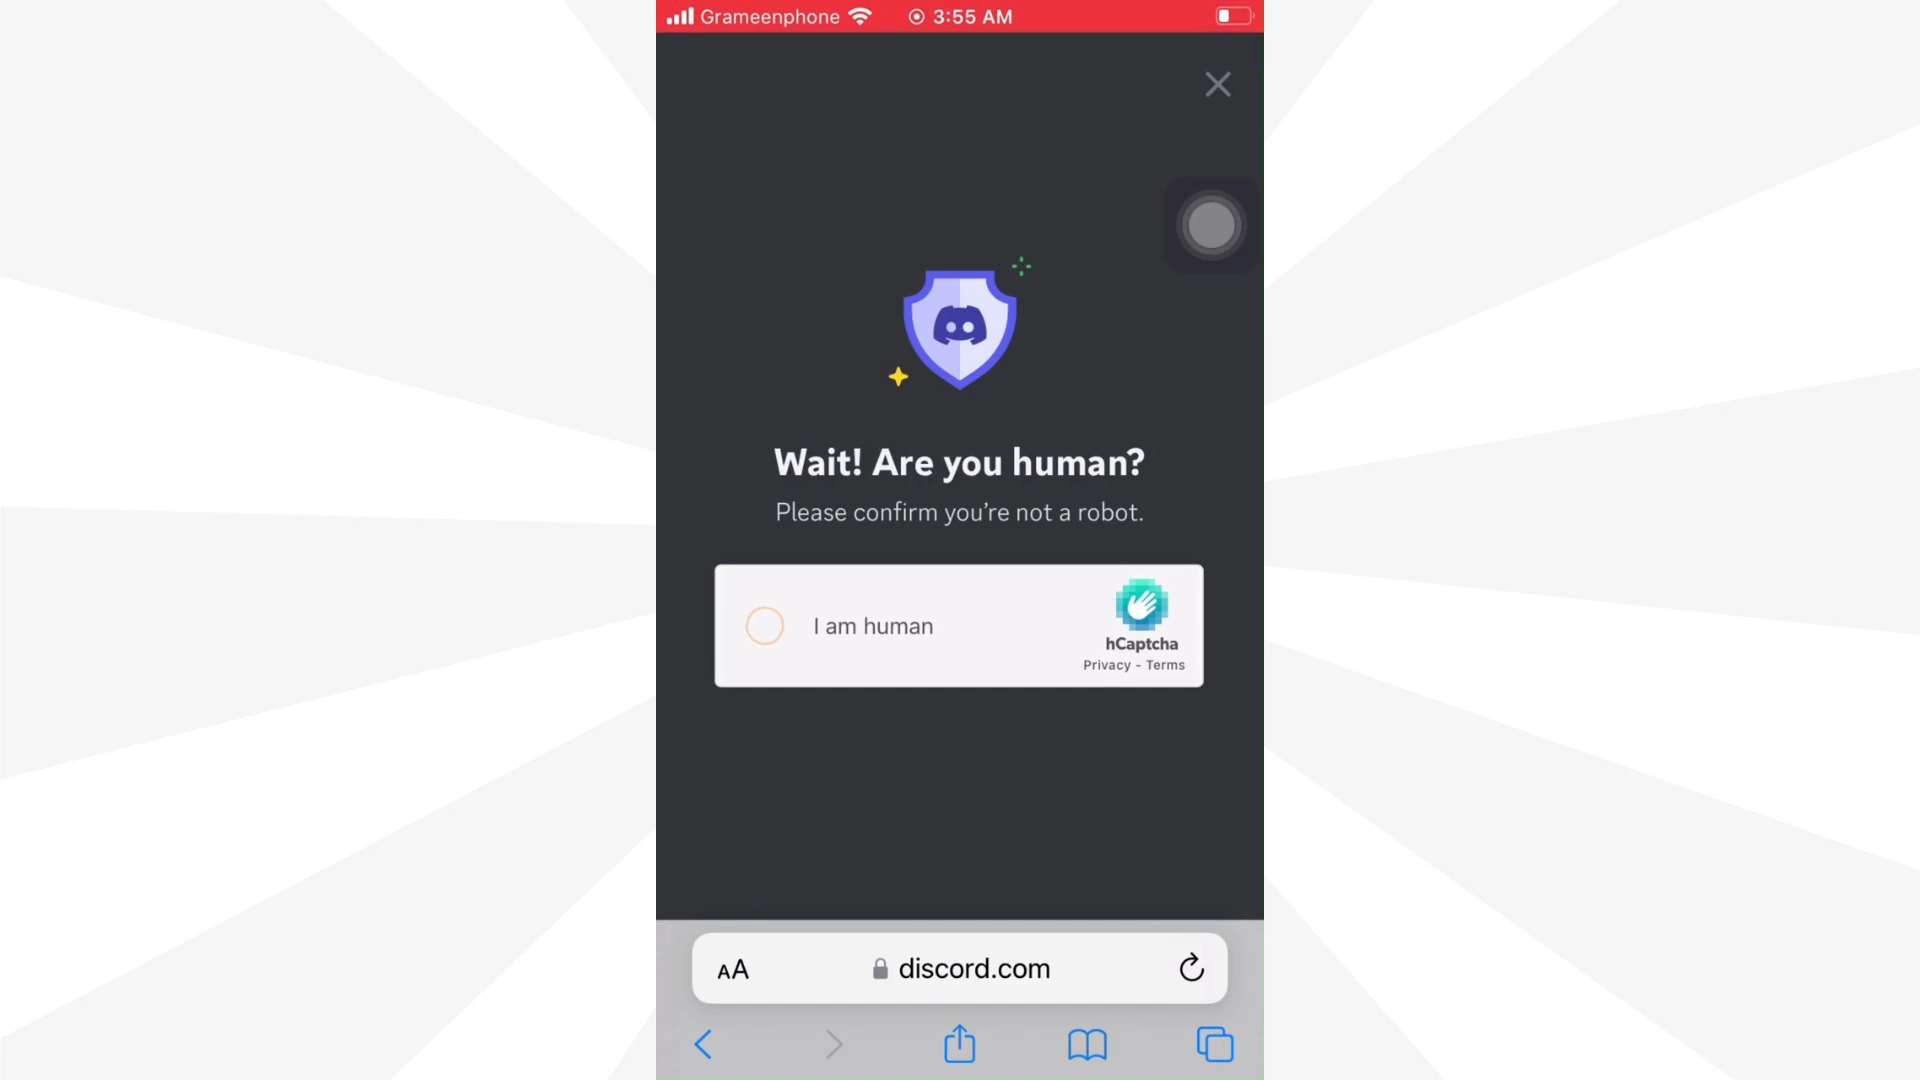 Grameenphone 3:55 AM
Wait! Are you human?
Please confirm you’re not a robot.
I am human
hCaptcha
Privacy - Terms
AA discord.com